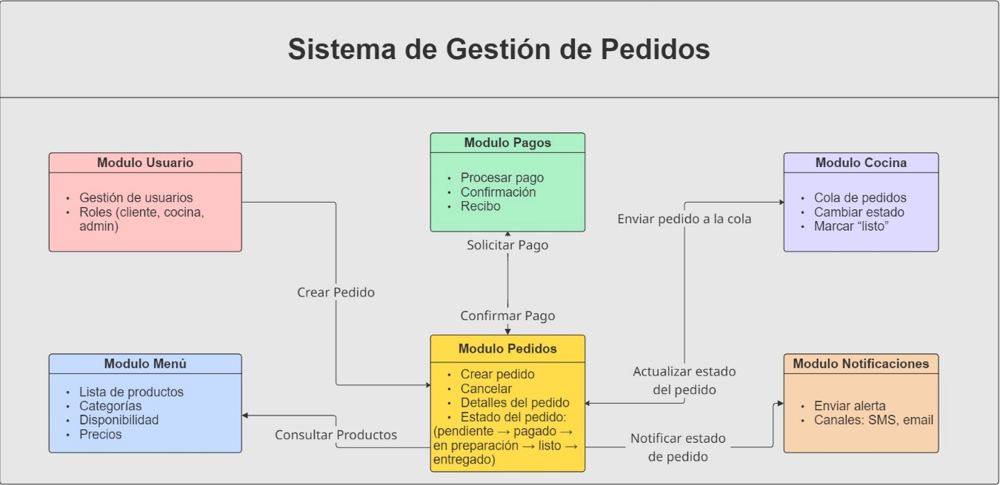 Sistema de Gestión de Pedidos
Modulo Usuario
• Gestión de usuarios
• Roles (cliente, cocina,
admin)
Modulo Pagos
• Procesar pago
• Confirmación
• Recibo
Modulo Cocina
• Cola de pedidos
• Cambiar estado
• Marcar “listo”
Enviar pedido a la cola
Solicitar Pago
Crear Pedido
Confirmar Pago
Modulo Menú
• Lista de productos
• Categorías
• Disponibilidad
• Precios
Consultar Productos
Modulo Pedidos
• Crear pedido
• Cancelar
• Detalles del pedido
• Estado del pedido:
(pendiente → pagado →
en preparación → listo →
entregado)
Actualizar estado
del pedido
Notificar estado
de pedido
Modulo Notificaciones
• Enviar alerta
• Canales: SMS, email